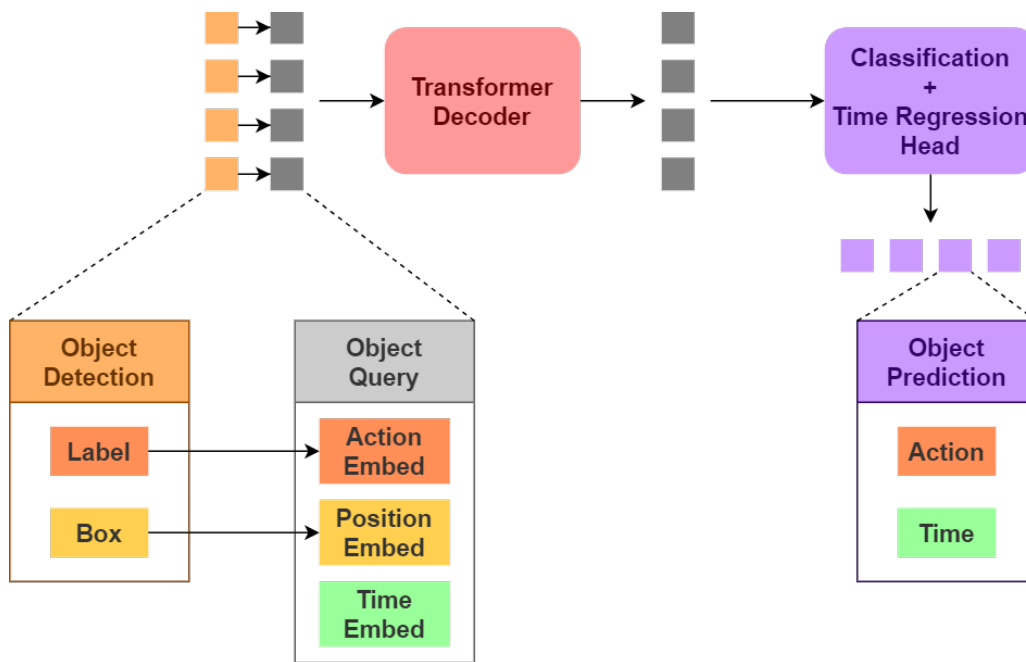 Transformer
Decoder
Classification
+
Time Regression
Head
Object
Detection
Label
Box
Object
Query
Action
Embed
Position
Embed
Time
Embed
Object
Prediction
Action
Time